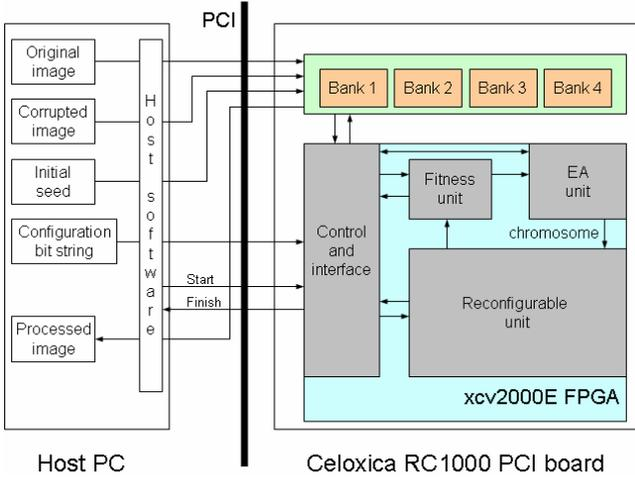 PCI
Original
image
Corrupted
image
Initial
seed
Configuration
bit string
Processed
image
Host software
Start
Finish
Bank 1
Bank 2
Bank 3
Bank 4
Control
and
interface
Fitness
unit
EA
unit
chromosome
Reconfigurable
unit
xcv2000E FPGA
Host PC
Celoxica RC1000 PCI board